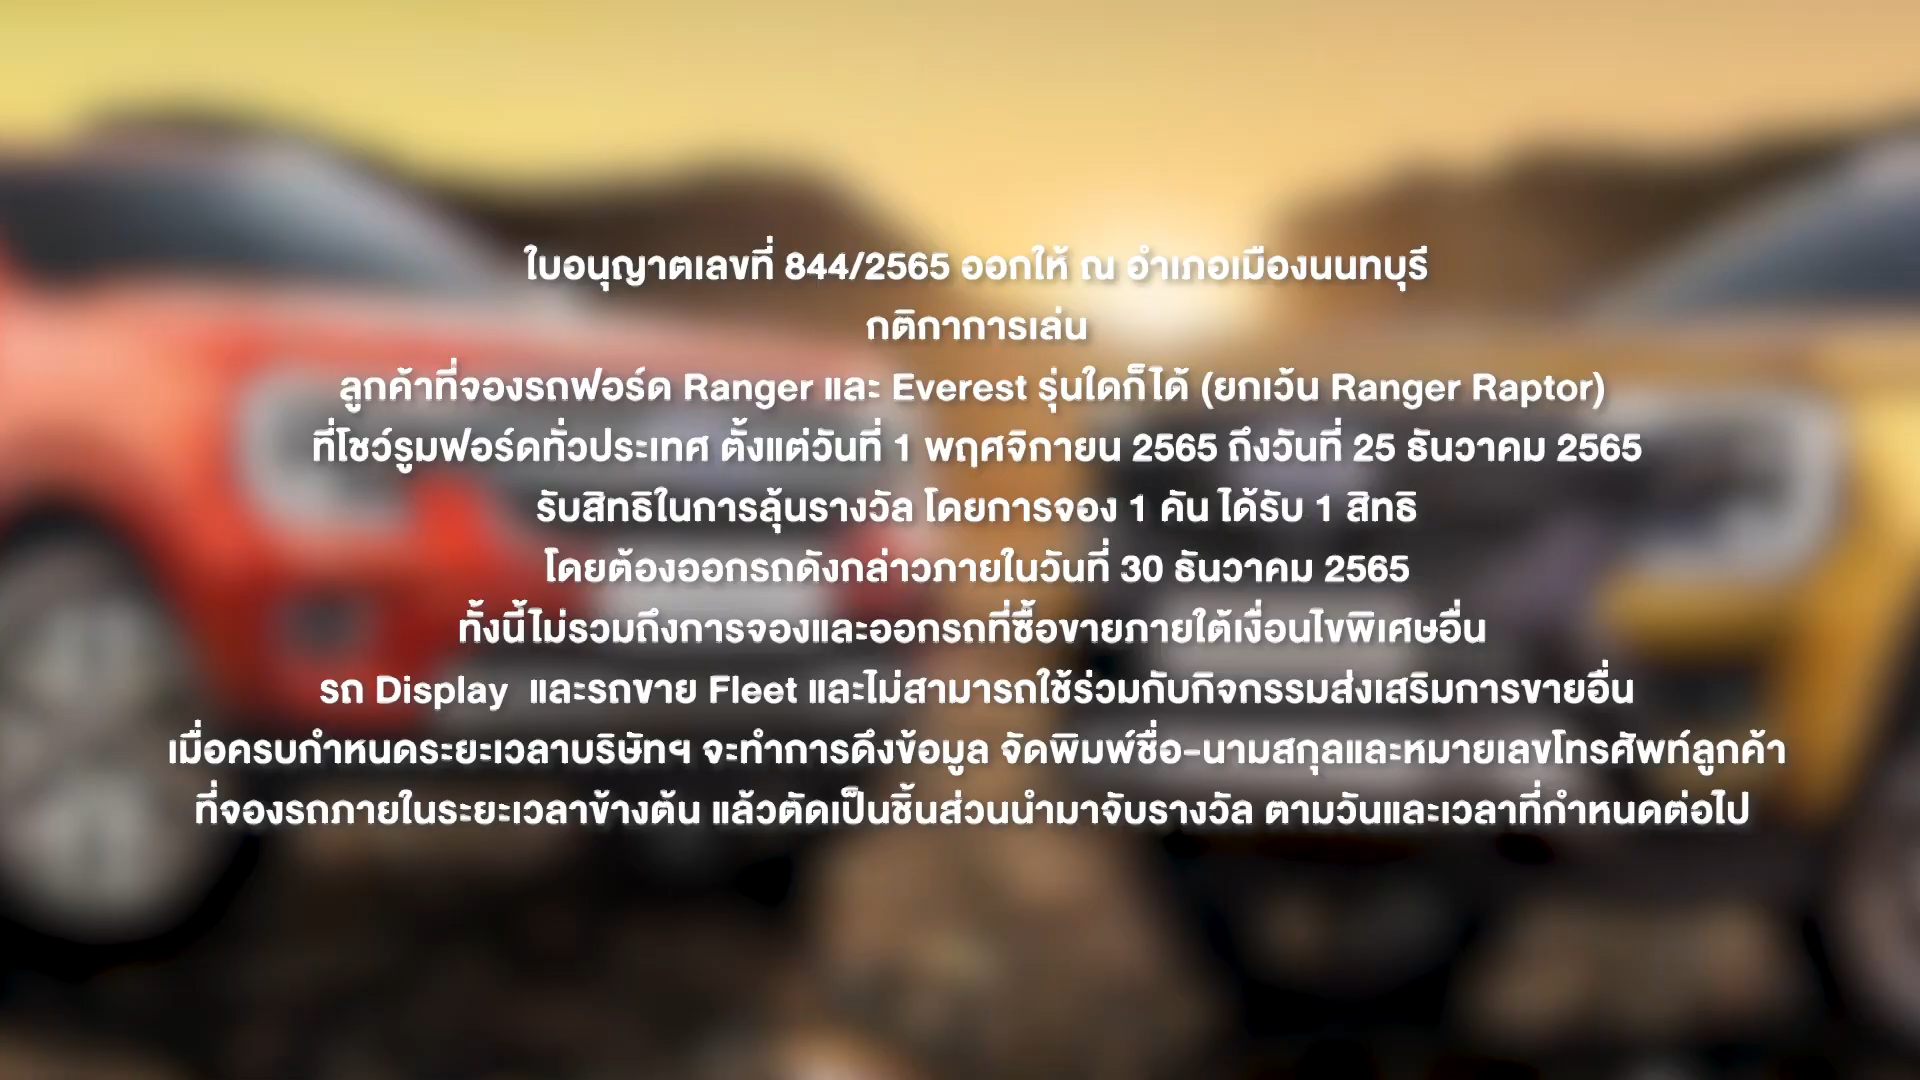 ใบอนุญาตเลขที่ 844/2565 ออกให้ ณ อำเภอเมืองนนทบุรี
กติกาการเล่น
ลูกค้าที่จองรถฟอร์ด Ranger และ Everest รุ่นใดก็ได้ (ยกเว้น Ranger Raptor)
ที่โชว์รูมฟอร์ดทั่วประเทศ ตั้งแต่วันที่ 1 พฤศจิกายน 2565 ถึงวันที่ 25 ธันวาคม 2565
รับสิทธิในการลุ้นรางวัล โดยการจอง 1 คัน ได้รับ 1 สิทธิ
โดยต้องออกรถดังกล่าวภายในวันที่ 30 ธันวาคม 2565
ทั้งนี้ไม่รวมถึงการจองและออกรถที่ซื้อขายภายใต้เงื่อนไขพิเศษอื่น
รถ Display และรถขาย Fleet และไม่สามารถใช้ร่วมกับกิจกรรมส่งเสริมการขายอื่น
เมื่อครบกำหนดระยะเวลาบริษัทฯ จะทำการดึงข้อมูล จัดพิมพ์ชื่อ-นามสกุลและหมายเลขโทรศัพท์ลูกค้า
ที่จองรถภายในระยะเวลาข้างต้น แล้วตัดเป็นชิ้นส่วนนำมาจับรางวัล ตามวันและเวลาที่กำหนดต่อไป